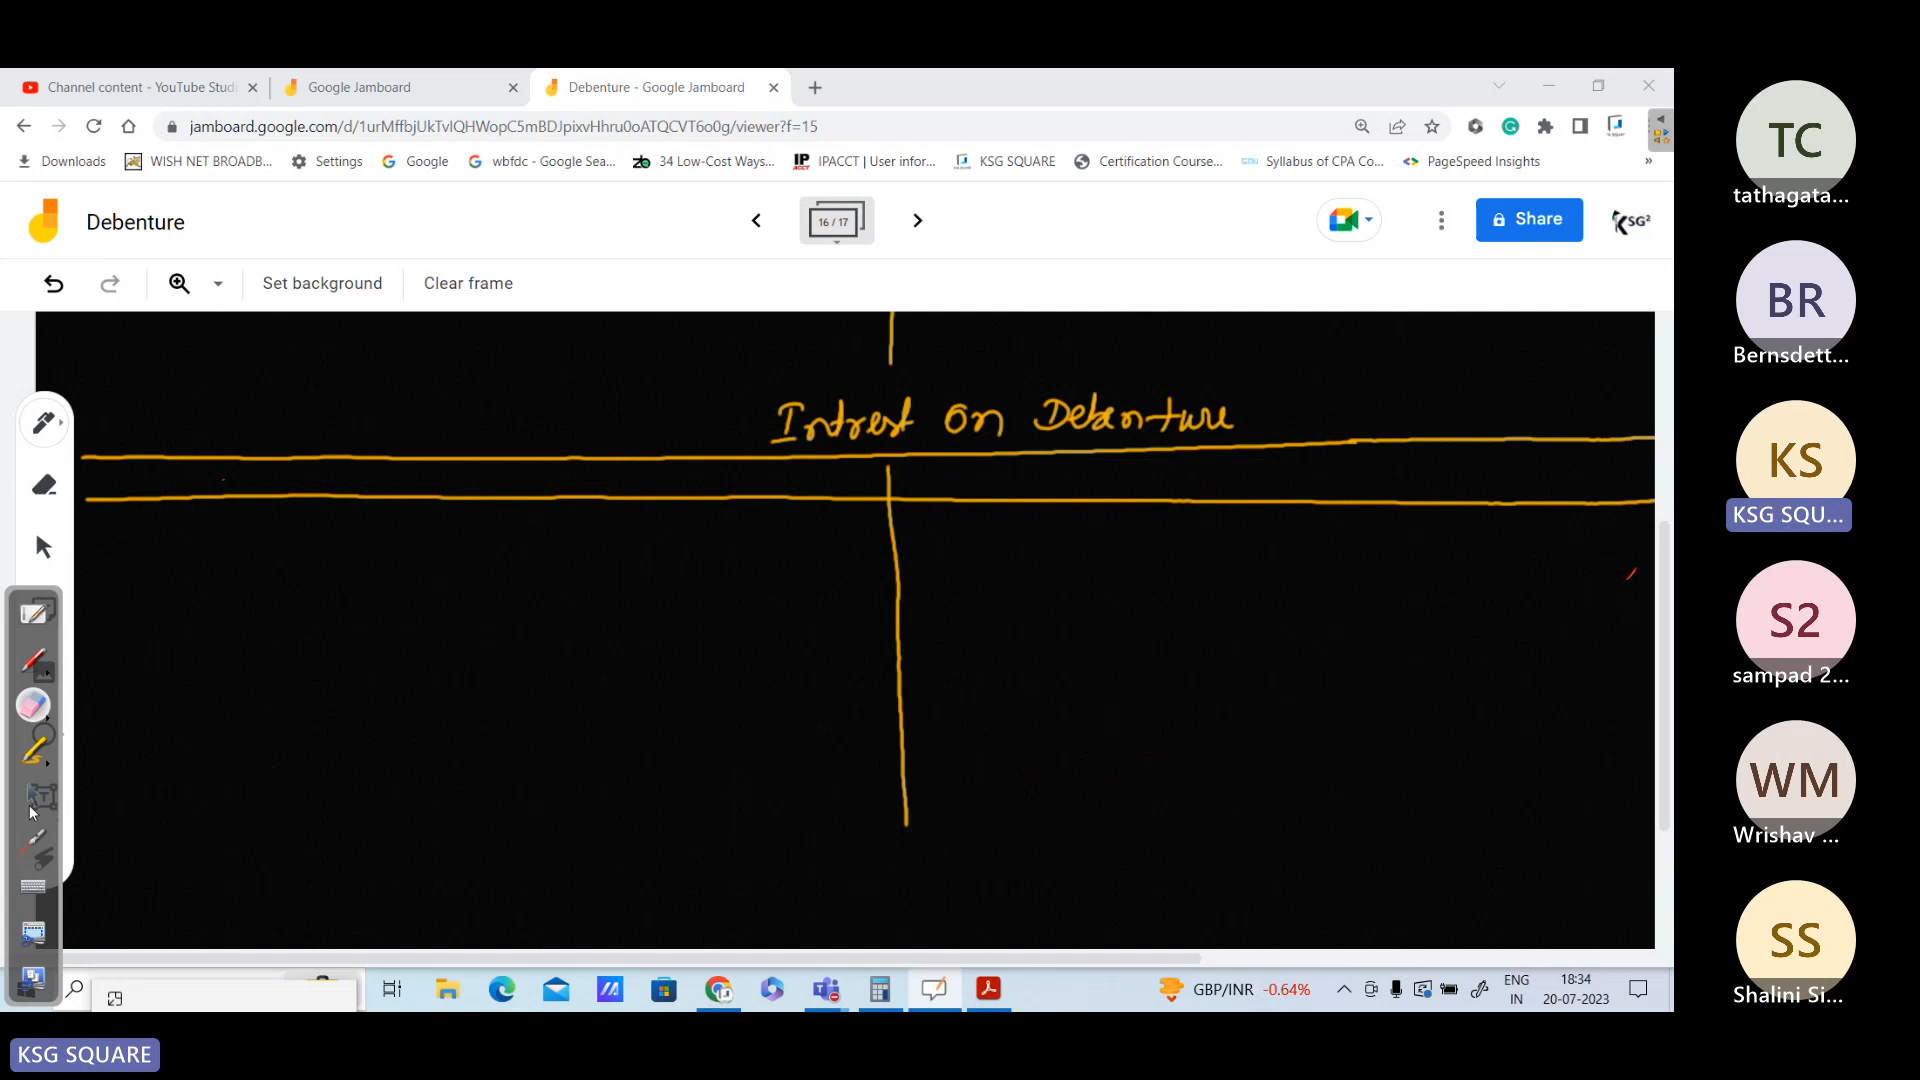 Channel content - YouTube Stud
Google Jamboard
Debenture - Google Jamboard
jamboard.google.com/d/1urMffbjUkTvIQHWopC5mBDJpixvHhru0oATQCVT6o0g/viewer?f=15
Downloads
WISH NET BROADB...
Settings
Google
wbfdc - Google Sea...
34 Low-Cost Ways...
IPACCT | User infor...
KSG SQUARE
Certification Course...
Syllabus of CPA Co...
PageSpeed Insights
»
Debenture
16 / 17
Share
KSG²
Set background
Clear frame
Intrest on Debenture
GBP/INR -0.64%
ENG
IN
18:34
20-07-2023
TC
tathagata...
BR
Bernsdett...
KS
KSG SQU...
S2
sampad 2...
WM
Wrishav ...
SS
Shalini Si...
KSG SQUARE